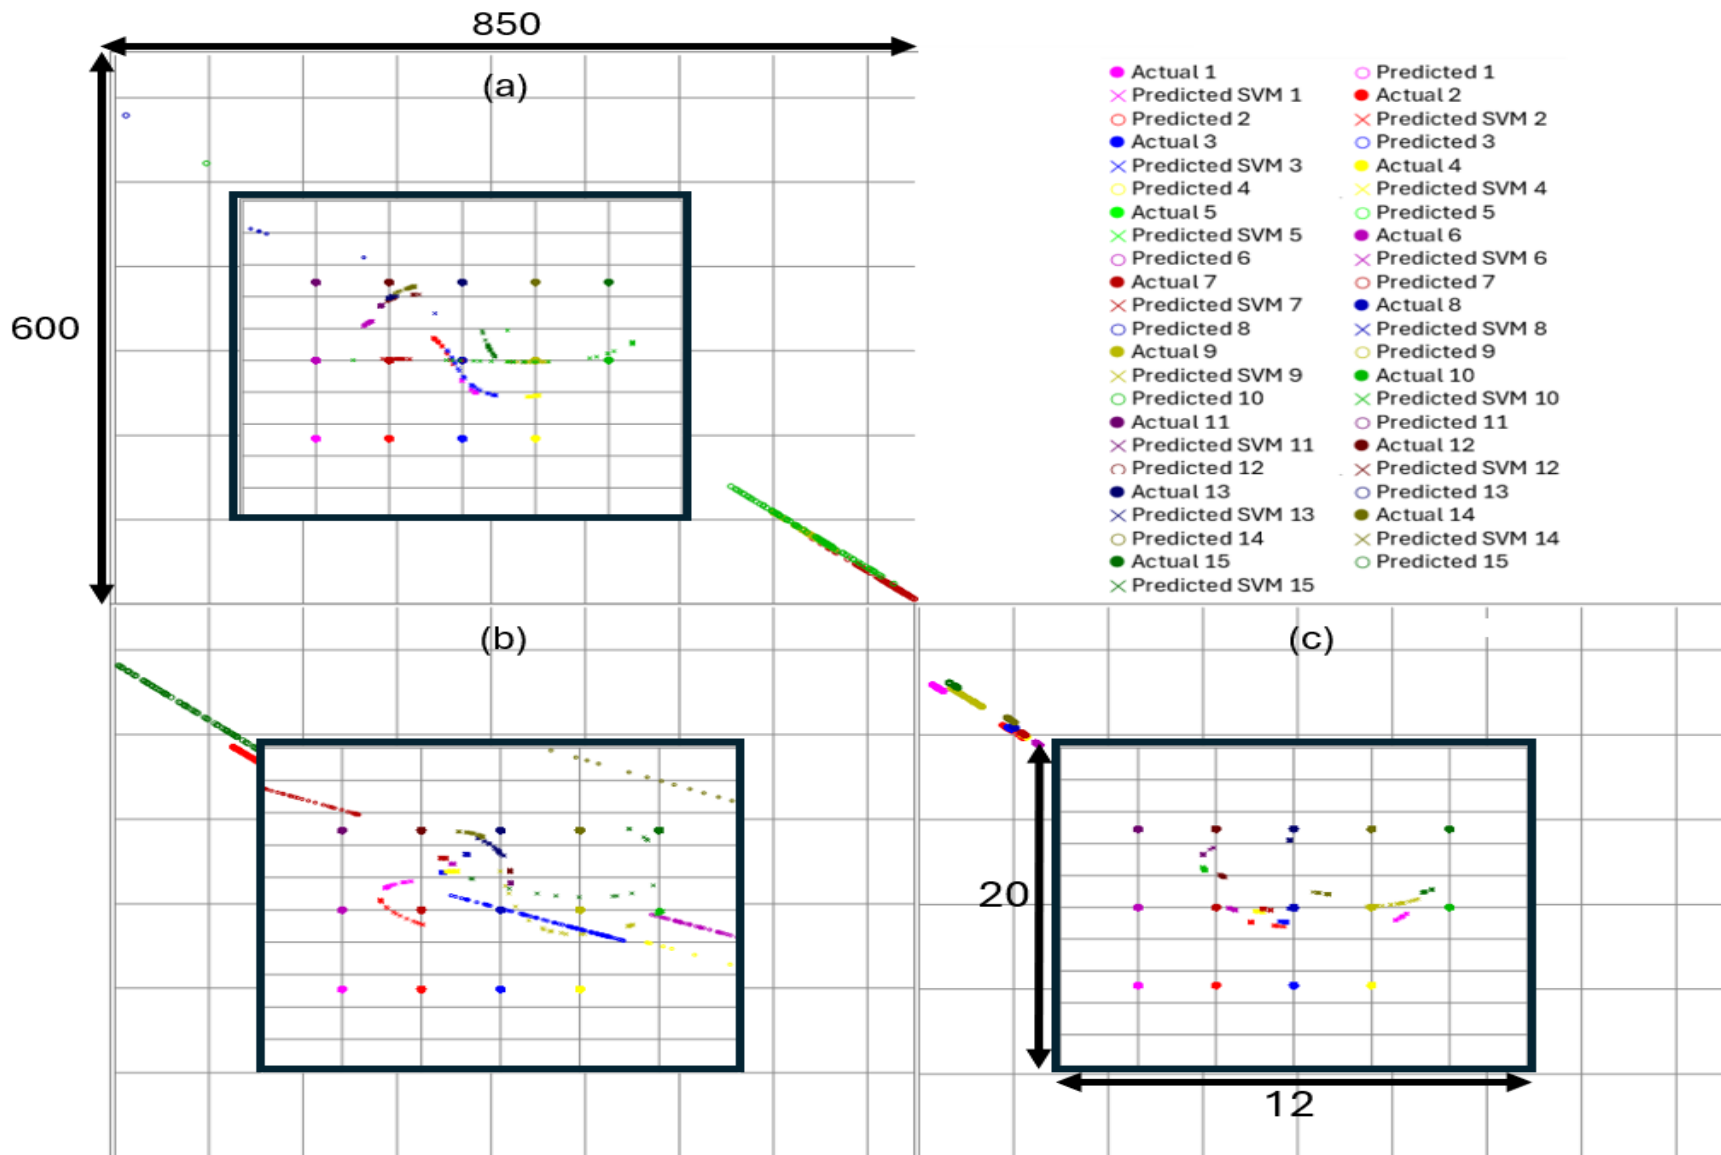 850
(a)
600
Actual 1 Predicted 1
Predicted SVM 1 Actual 2
Predicted 2 Predicted SVM 2
Actual 3 Predicted 3
Predicted SVM 3 Actual 4
Predicted 4 Predicted SVM 4
Actual 5 Predicted 5
Predicted SVM 5 Actual 6
Predicted 6 Predicted SVM 6
Actual 7 Predicted 7
Predicted SVM 7 Actual 8
Predicted 8 Predicted SVM 8
Actual 9 Predicted 9
Predicted SVM 9 Actual 10
Predicted 10 Predicted SVM 10
Actual 11 Predicted 11
Predicted SVM 11 Actual 12
Predicted 12 Predicted SVM 12
Actual 13 Predicted 13
Predicted SVM 13 Actual 14
Predicted 14 Predicted SVM 14
Actual 15 Predicted 15
Predicted SVM 15
(b)
(c)
20
12